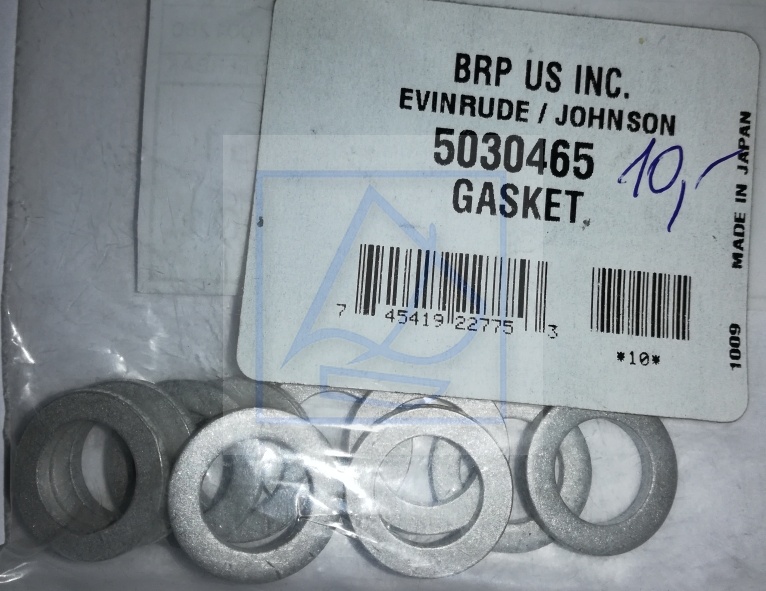 BRP US INC.
EVINRUDE / JOHNSON
5030465
10,-
GASKET
7 45419 22775 3
*10*
1009 MADE IN JAPAN